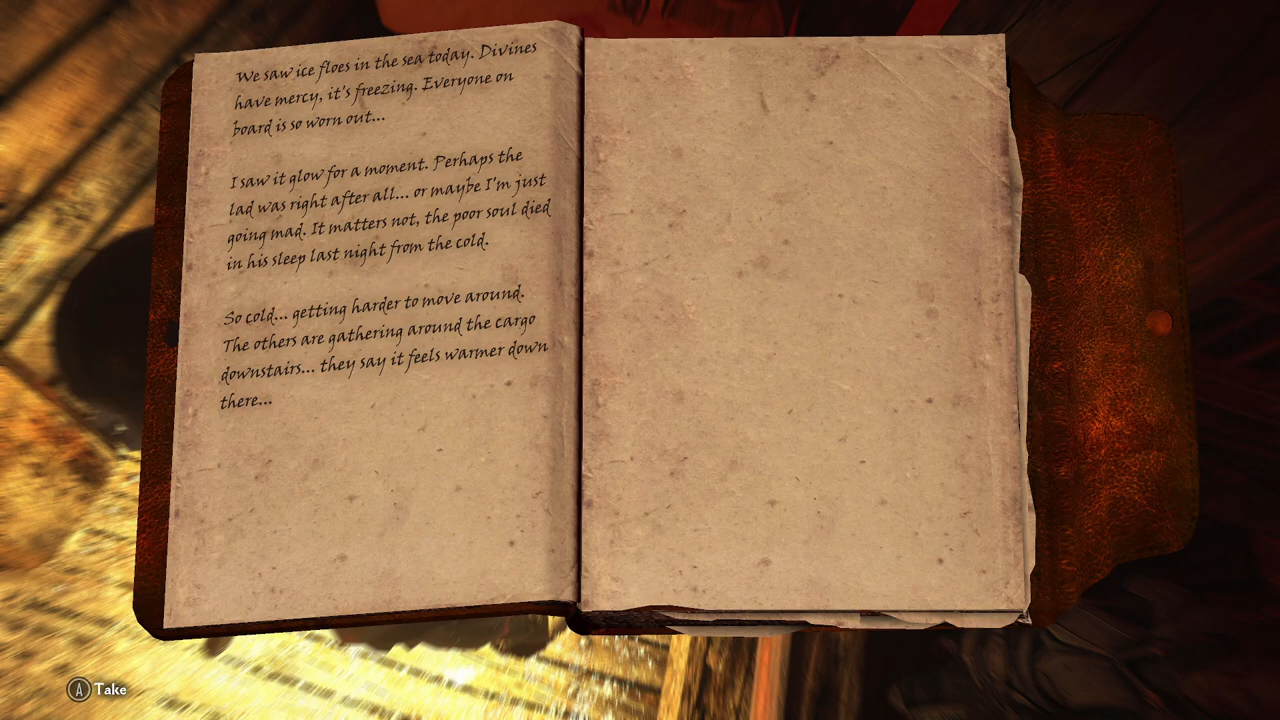 We saw ice floes in the sea today. Divines
have mercy, it's freezing. Everyone on
board is so worn out...
I saw it glow for a moment. Perhaps the
lad was right after all... or maybe I'm just
going mad. It matters not, the poor soul died
in his sleep last night from the cold.
So cold... getting harder to move around.
The others are gathering around the cargo
downstairs... they say it feels warmer down
there...
A Take